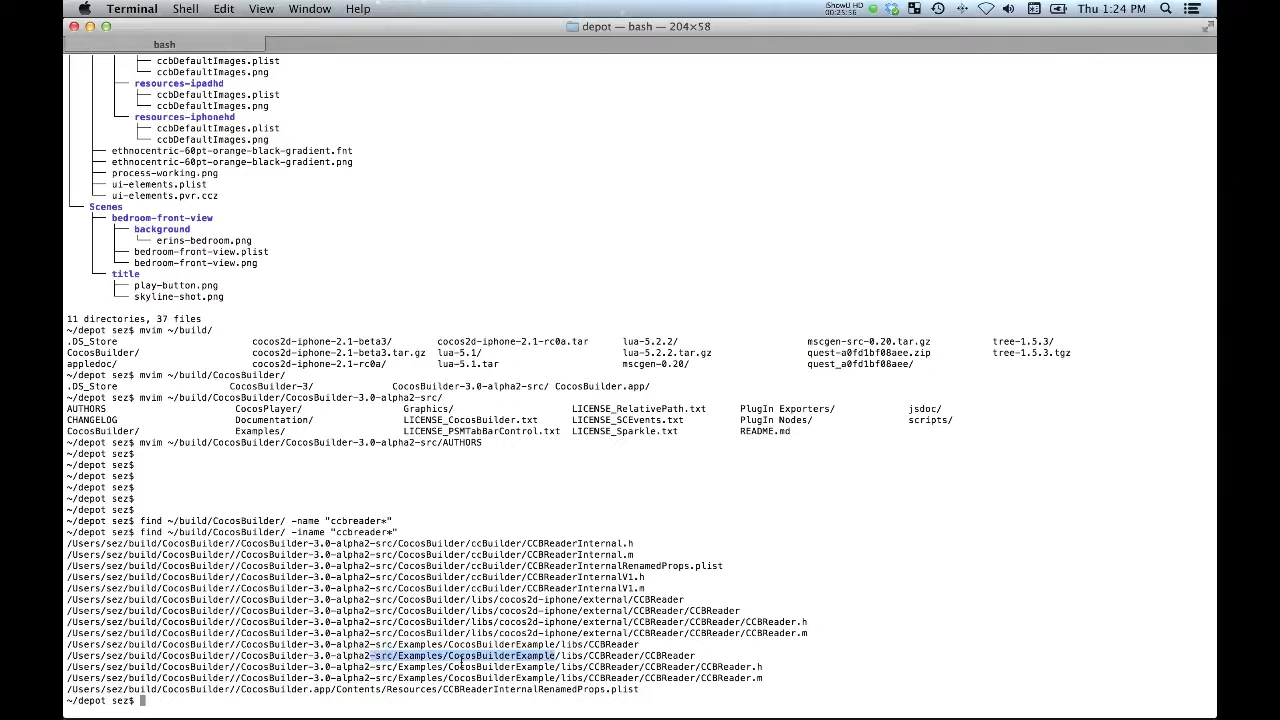 Terminal Shell Edit View Window Help iShowU HD 00:25:56 Thu 1:24 PM
depot — bash — 204×58
bash
ccbDefaultImages.plist
ccbDefaultImages.png
resources-ipadhd
ccbDefaultImages.plist
ccbDefaultImages.png
resources-iphonehd
ccbDefaultImages.plist
ccbDefaultImages.png
ethnocentric-60pt-orange-black-gradient.fnt
ethnocentric-60pt-orange-black-gradient.png
process-working.png
ui-elements.plist
ui-elements.pvr.ccz
Scenes
bedroom-front-view
background
erins-bedroom.png
bedroom-front-view.plist
bedroom-front-view.png
title
play-button.png
skyline-shot.png
11 directories, 37 files
~/depot sez$ mvim ~/build/
.DS_Store cocos2d-iphone-2.1-beta3/ cocos2d-iphone-2.1-rc0a.tar lua-5.2.2/ mscgen-src-0.20.tar.gz tree-1.5.3/
CocosBuilder/ cocos2d-iphone-2.1-beta3.tar.gz lua-5.1/ lua-5.2.2.tar.gz quest-a0fd1bf08aee.zip tree-1.5.3.tgz
appledoc/ cocos2d-iphone-2.1-rc0a/ lua-5.1.tar mscgen-0.20/ quest_a0fd1bf08aee/
~/depot sez$ mvim ~/build/CocosBuilder/
.DS_Store CocosBuilder-3/ CocosBuilder-3.0-alpha2-src/ CocosBuilder.app/
~/depot sez$ mvim ~/build/CocosBuilder/CocosBuilder-3.0-alpha2-src/
AUTHORS CocosPlayer/ Graphics/ LICENSE_RelativePath.txt PlugIn Exporters/ jsdoc/
CHANGELOG Documentation/ LICENSE_CocosBuilder.txt LICENSE_SCEvents.txt PlugIn Nodes/ scripts/
CocosBuilder/ Examples/ LICENSE_PSMTabBarControl.txt LICENSE_Sparkle.txt README.md
~/depot sez$ mvim ~/build/CocosBuilder/CocosBuilder-3.0-alpha2-src/AUTHORS
~/depot sez$
~/depot sez$
~/depot sez$
~/depot sez$
~/depot sez$
~/depot sez$
~/depot sez$ find ~/build/CocosBuilder/ -name "ccbreader*"
~/depot sez$ find ~/build/CocosBuilder/ -iname "ccbreader*"
/Users/sez/build/CocosBuilder//CocosBuilder-3.0-alpha2-src/CocosBuilder/ccBuilder/CCBReaderInternal.h
/Users/sez/build/CocosBuilder//CocosBuilder-3.0-alpha2-src/CocosBuilder/ccBuilder/CCBReaderInternal.m
/Users/sez/build/CocosBuilder//CocosBuilder-3.0-alpha2-src/CocosBuilder/ccBuilder/CCBReaderInternalRenamedProps.plist
/Users/sez/build/CocosBuilder//CocosBuilder-3.0-alpha2-src/CocosBuilder/ccBuilder/CCBReaderInternalV1.h
/Users/sez/build/CocosBuilder//CocosBuilder-3.0-alpha2-src/CocosBuilder/ccBuilder/CCBReaderInternalV1.m
/Users/sez/build/CocosBuilder//CocosBuilder-3.0-alpha2-src/CocosBuilder/libs/cocos2d-iphone/external/CCBReader
/Users/sez/build/CocosBuilder//CocosBuilder-3.0-alpha2-src/CocosBuilder/libs/cocos2d-iphone/external/CCBReader/CCBReader
/Users/sez/build/CocosBuilder//CocosBuilder-3.0-alpha2-src/CocosBuilder/libs/cocos2d-iphone/external/CCBReader/CCBReader/CCBReader.h
/Users/sez/build/CocosBuilder//CocosBuilder-3.0-alpha2-src/CocosBuilder/libs/cocos2d-iphone/external/CCBReader/CCBReader/CCBReader.m
/Users/sez/build/CocosBuilder//CocosBuilder-3.0-alpha2-src/Examples/CocosBuilderExample/libs/CCBReader
/Users/sez/build/CocosBuilder//CocosBuilder-3.0-alpha2-src/Examples/CocosBuilderExample/libs/CCBReader/CCBReader
/Users/sez/build/CocosBuilder//CocosBuilder-3.0-alpha2-src/Examples/CocosBuilderExample/libs/CCBReader/CCBReader/CCBReader.h
/Users/sez/build/CocosBuilder//CocosBuilder-3.0-alpha2-src/Examples/CocosBuilderExample/libs/CCBReader/CCBReader/CCBReader.m
/Users/sez/build/CocosBuilder//CocosBuilder.app/Contents/Resources/CCBReaderInternalRenamedProps.plist
~/depot sez$